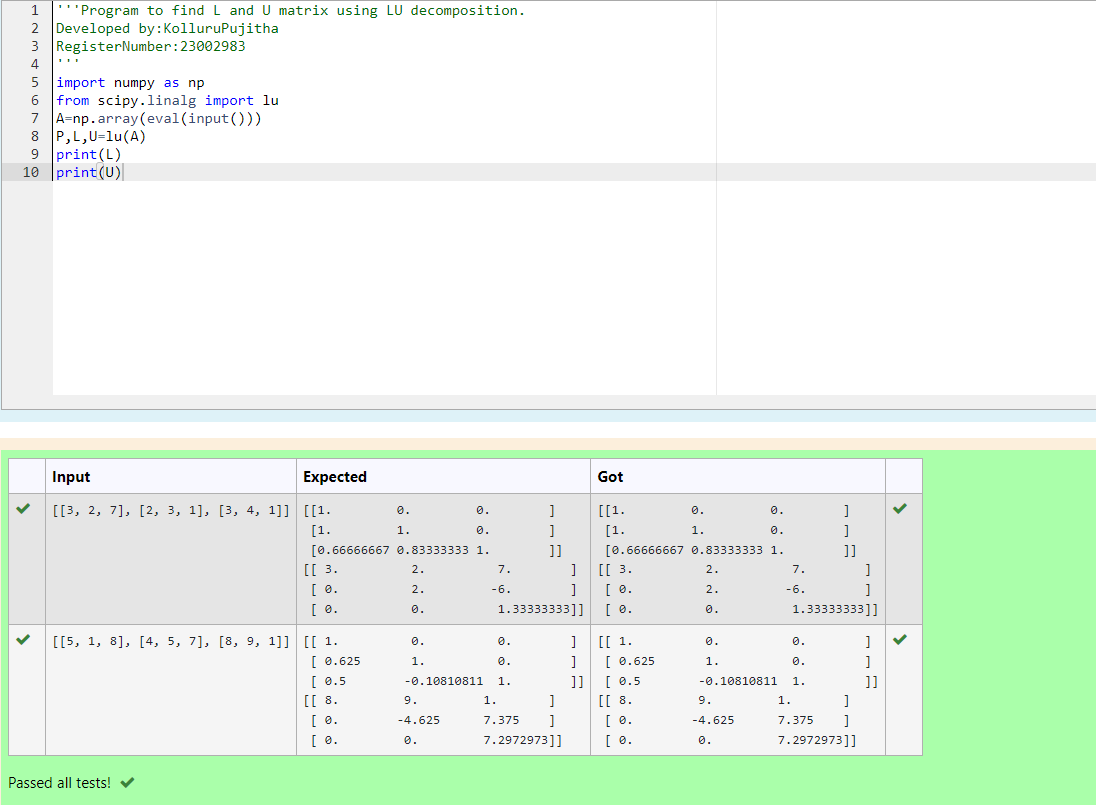 1 '''Program to find L and U matrix using LU decomposition.
2 Developed by:KolluruPujitha
3 RegisterNumber:23002983
4 '''
5 import numpy as np
6 from scipy.linalg import lu
7 A=np.array(eval(input()))
8 P,L,U=lu(A)
9 print(L)
10 print(U)
Input Expected Got
[[3, 2, 7], [2, 3, 1], [3, 4, 1]] [[1. 0. 0. ] [[1. 0. 0. ]
[1. 1. 0. ] [1. 1. 0. ]
[0.66666667 0.83333333 1. ]] [0.66666667 0.83333333 1. ]]
[[ 3. 2. 7. ] [[ 3. 2. 7. ]
[ 0. 2. -6. ] [ 0. 2. -6. ]
[ 0. 0. 1.33333333]] [ 0. 0. 1.33333333]]
[[5, 1, 8], [4, 5, 7], [8, 9, 1]] [[ 1. 0. 0. ] [[ 1. 0. 0. ]
[ 0.625 1. 0. ] [ 0.625 1. 0. ]
[ 0.5 -0.10810811 1. ]] [ 0.5 -0.10810811 1. ]]
[[ 8. 9. 1. ] [[ 8. 9. 1. ]
[ 0. -4.625 7.375 ] [ 0. -4.625 7.375 ]
[ 0. 0. 7.2972973]] [ 0. 0. 7.2972973]]
Passed all tests!